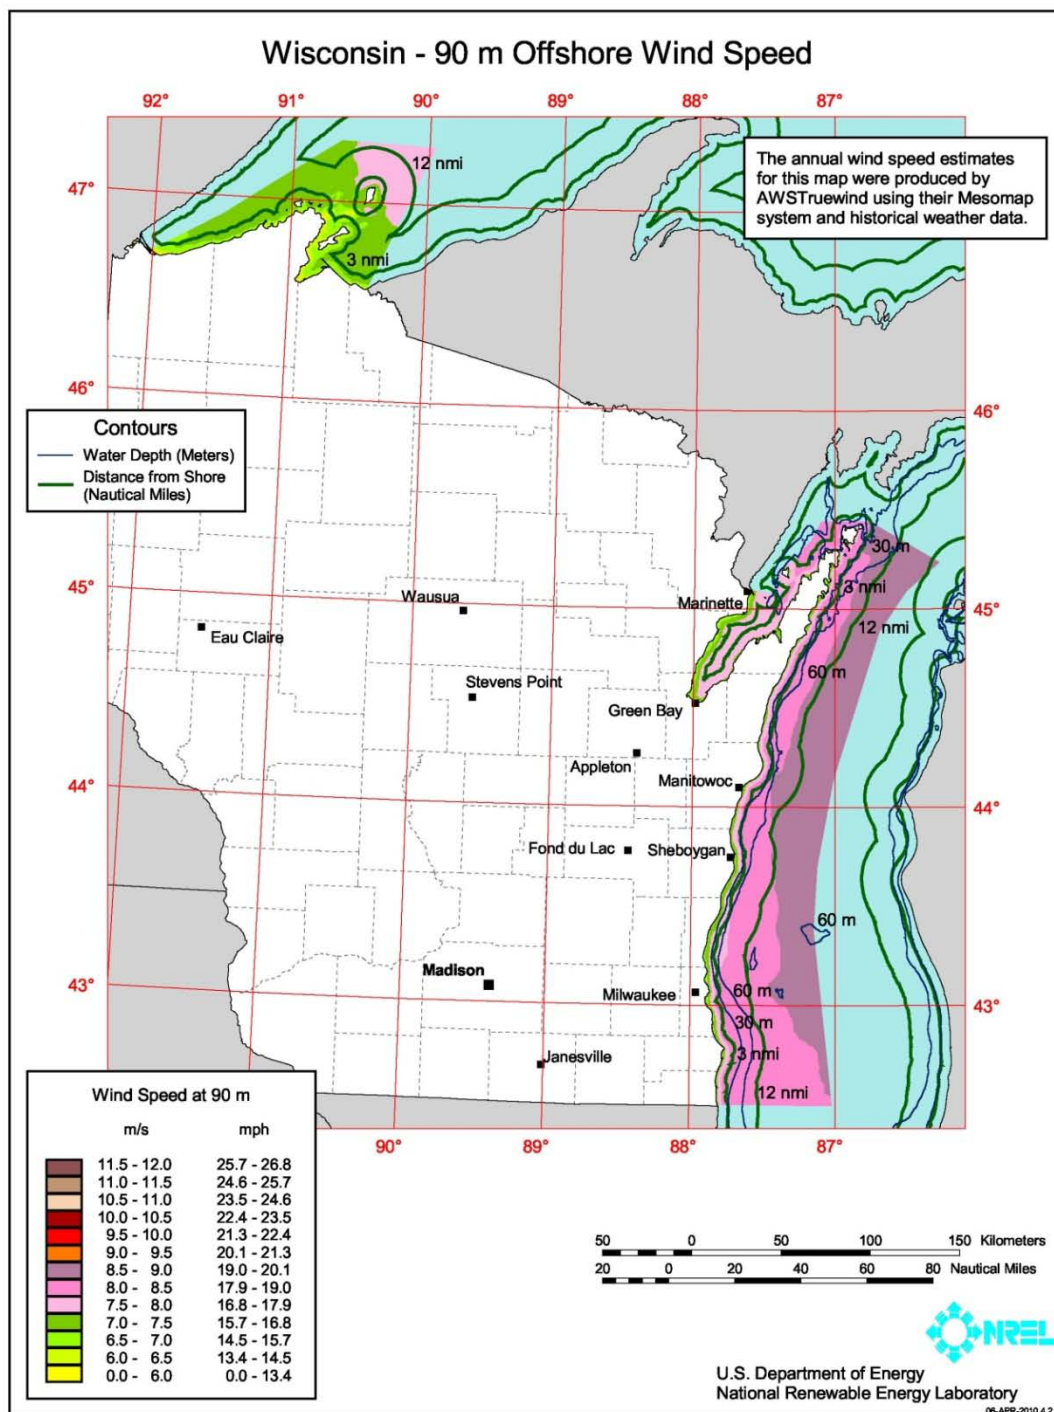 Wisconsin - 90 m Offshore Wind Speed
92° 91° 90° 89° 88° 87°
12 nmi
The annual wind speed estimates
for this map were produced by
AWSTruewind using their Mesomap
system and historical weather data.
47°
3 nmi
46° 46°
Contours
Water Depth (Meters)
Distance from Shore
(Nautical Miles)
30 m
45° 3 nmi
Wausua Marinette 45°
Eau Claire 12 nmi
60 m
Stevens Point
Green Bay
Appleton
44° Manitowoc
44°
Fond du Lac Sheboygan
60 m
43° Madison
Milwaukee 60 m 43°
30 m
Janesville 3 nmi
12 nmi
90° 89° 88° 87°
Wind Speed at 90 m
m/s mph
11.5 - 12.0 25.7 - 26.8
11.0 - 11.5 24.6 - 25.7
10.5 - 11.0 23.5 - 24.6
10.0 - 10.5 22.4 - 23.5
9.5 - 10.0 21.3 - 22.4
9.0 - 9.5 20.1 - 21.3
8.5 - 9.0 19.0 - 20.1
8.0 - 8.5 17.9 - 19.0
7.5 - 8.0 16.8 - 17.9
7.0 - 7.5 15.7 - 16.8
6.5 - 7.0 14.5 - 15.7
6.0 - 6.5 13.4 - 14.5
0.0 - 6.0 0.0 - 13.4
50 0 50 100 150 Kilometers
20 0 20 40 60 80 Nautical Miles
NREL
U.S. Department of Energy
National Renewable Energy Laboratory
06-APR-2010 4.2